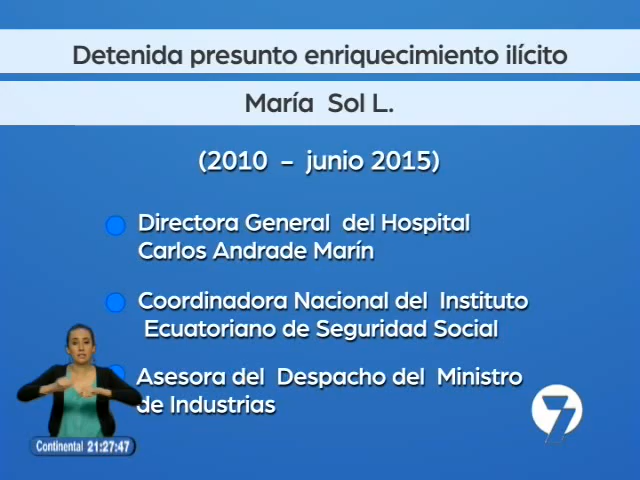 Detenida presunto enriquecimiento ilícito
María Sol L.
(2010 - junio 2015)
Directora General del Hospital
Carlos Andrade Marín
Coordinadora Nacional del Instituto
Ecuatoriano de Seguridad Social
Asesora del Despacho del Ministro
de Industrias
7
Continental 21:27:47